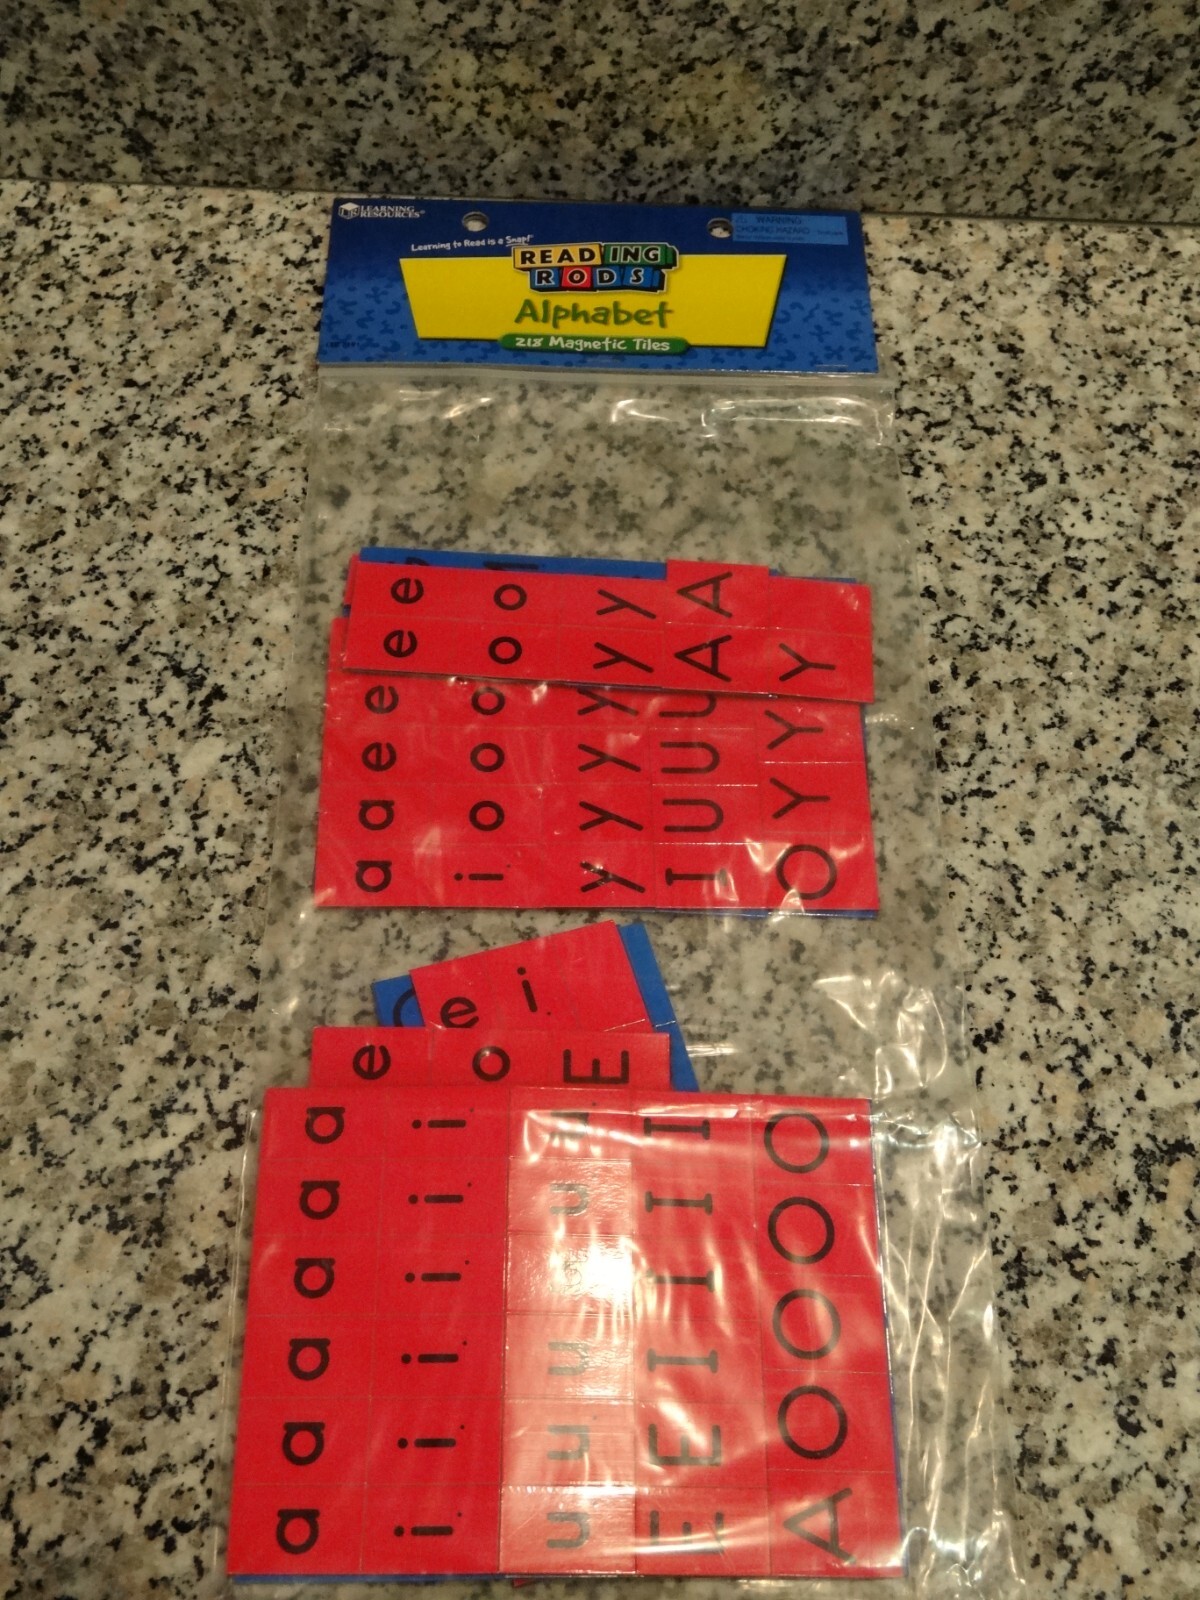 LEARNING
RESOURCES®
WARNING:
CHOKING HAZARD
Learning to Read is a Snap!®
READING
RODS
Alphabet
218 Magnetic Tiles
e o y A
e o y A Y
e o y U Y
e o y U Y
a o y U Y
a i y I O
e i
e o E
a i I O
a i u I O
a i u I O
a i u I O
a i u E O
a i u E A